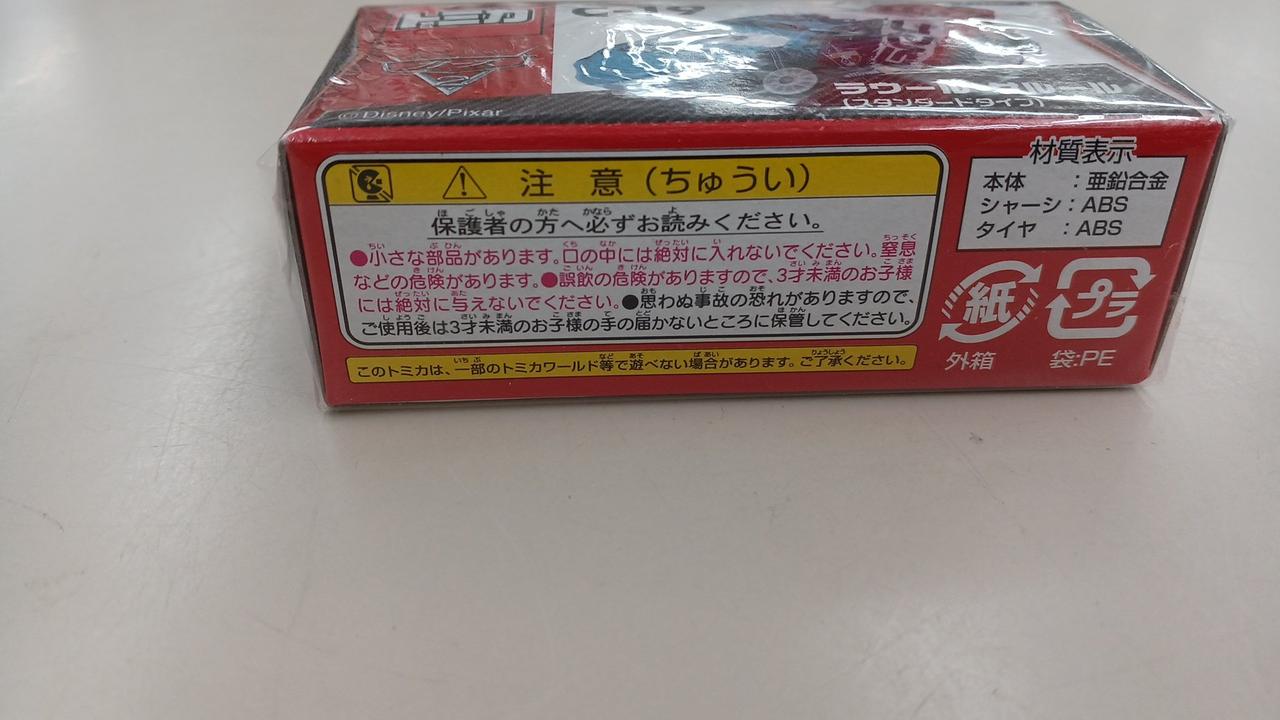 トミカ
C-37
©Disney/Pixar
ラウール・
(スタンダードタイプ)
注 意 (ちゅうい)
保護者の方へ必ずお読みください。
●小さな部品があります。口の中には絶対に入れないでください。窒息
などの危険があります。●誤飲の危険がありますので、3才未満のお子様
には絶対に与えないでください。●思わぬ事故の恐れがありますので、
ご使用後は3才未満のお子様の手の届かないところに保管してください。
このトミカは、一部のトミカワールド等で遊べない場合があります。ご了承ください。
材質表示
本体 :亜鉛合金
シャーシ:ABS
タイヤ :ABS
紙
プラ
外箱
袋:PE